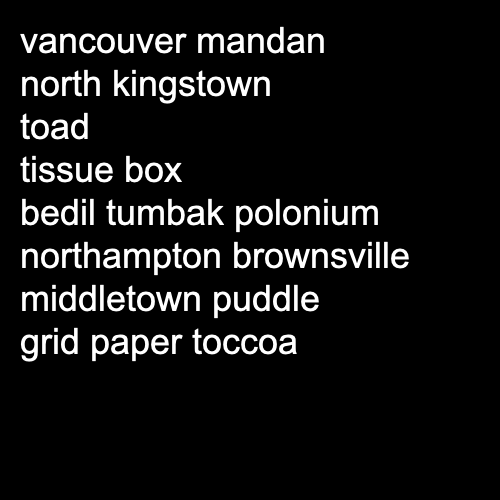 vancouver mandan
north kingstown
toad
tissue box
bedil tumbak polonium
northampton brownsville
middletown puddle
grid paper toccoa